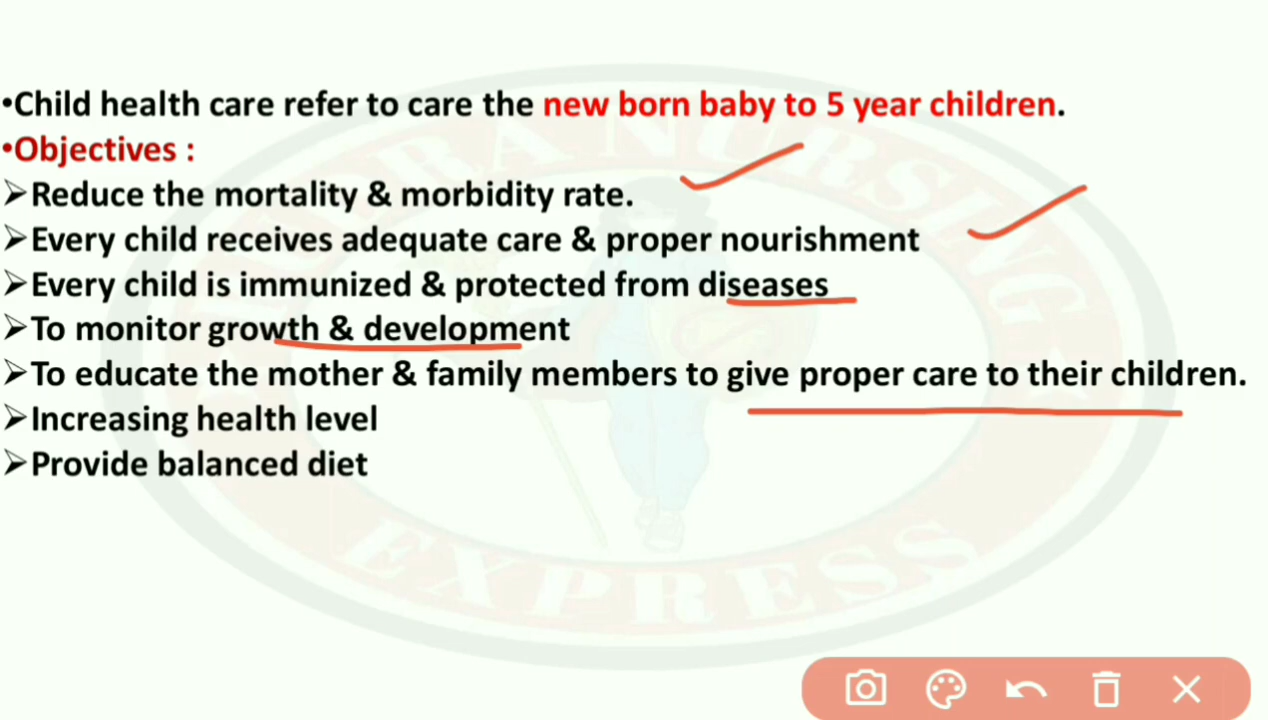 •Child health care refer to care the new born baby to 5 year children.
•Objectives :
➢Reduce the mortality & morbidity rate.
➢Every child receives adequate care & proper nourishment
➢Every child is immunized & protected from diseases
➢To monitor growth & development
➢To educate the mother & family members to give proper care to their children.
➢Increasing health level
➢Provide balanced diet
NURSING
EXPRESS